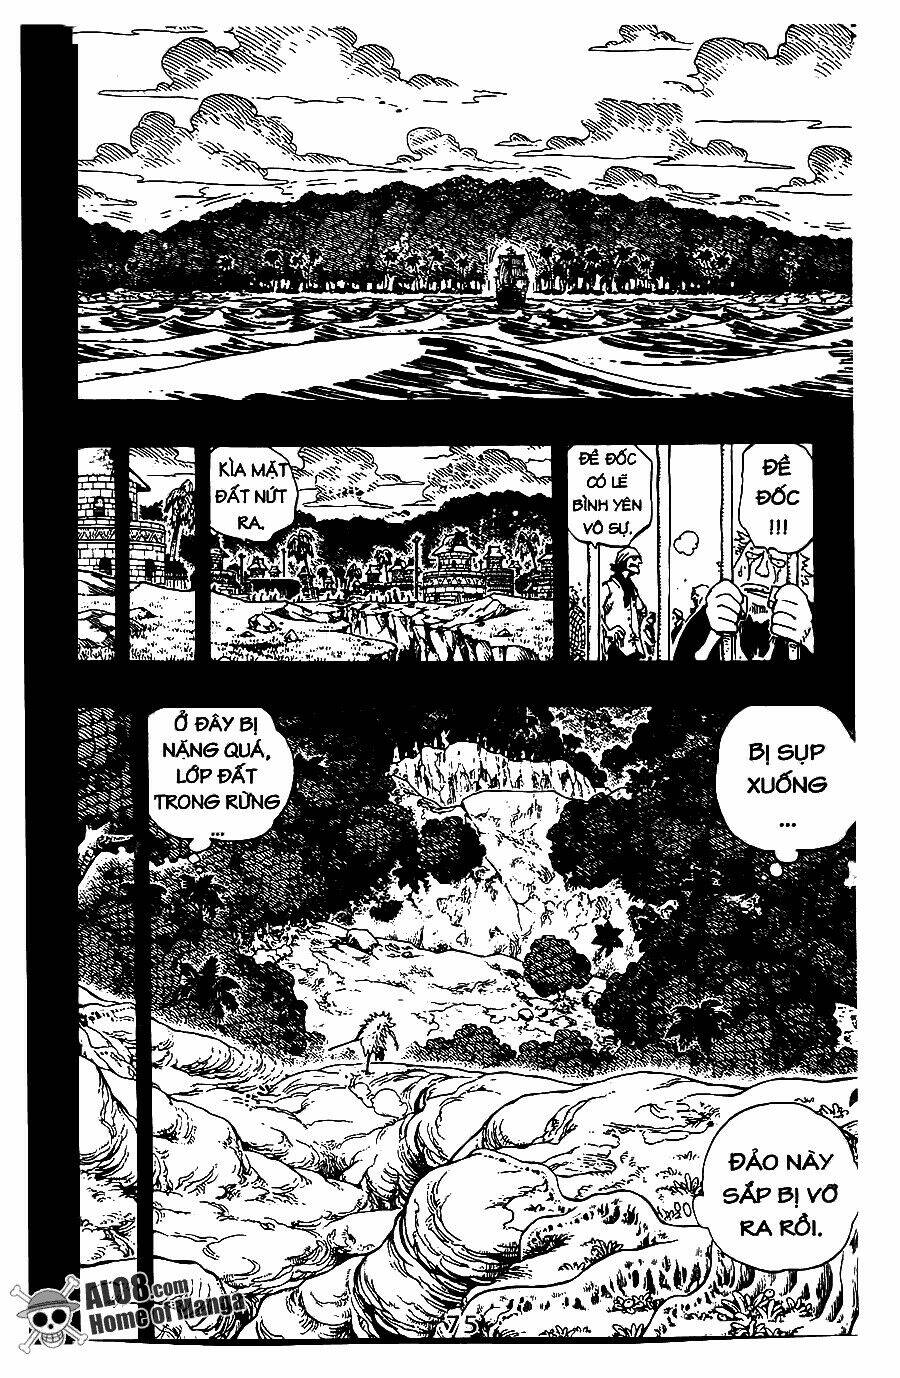 ĐỀ
ĐỐC
!!!
ĐỀ ĐỐC
CÓ LẼ
BÌNH YÊN
VÔ SỰ.
KÌA MẶT
ĐẤT NỨT
RA.
BỊ SỤP
XUỐNG
...
Ở ĐÂY BỊ
NẶNG QUÁ,
LỚP ĐẤT
TRONG RỪNG
...
ĐẢO NÀY
SẮP BỊ VỠ
RA RỒI.
75
ALO8.com
Home of Manga